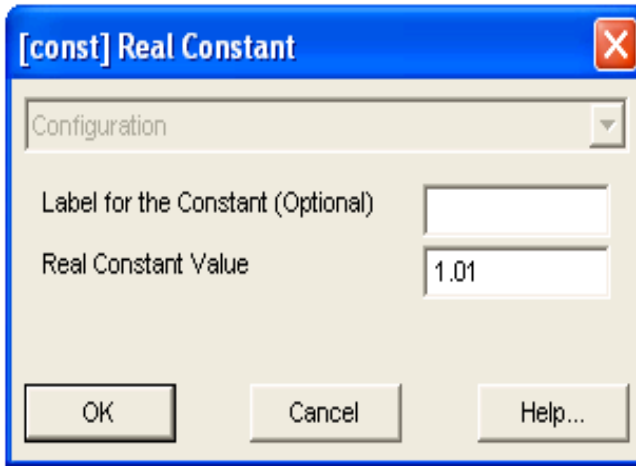 [const] Real Constant
Configuration
Label for the Constant (Optional)
Real Constant Value 1.01
OK Cancel Help...